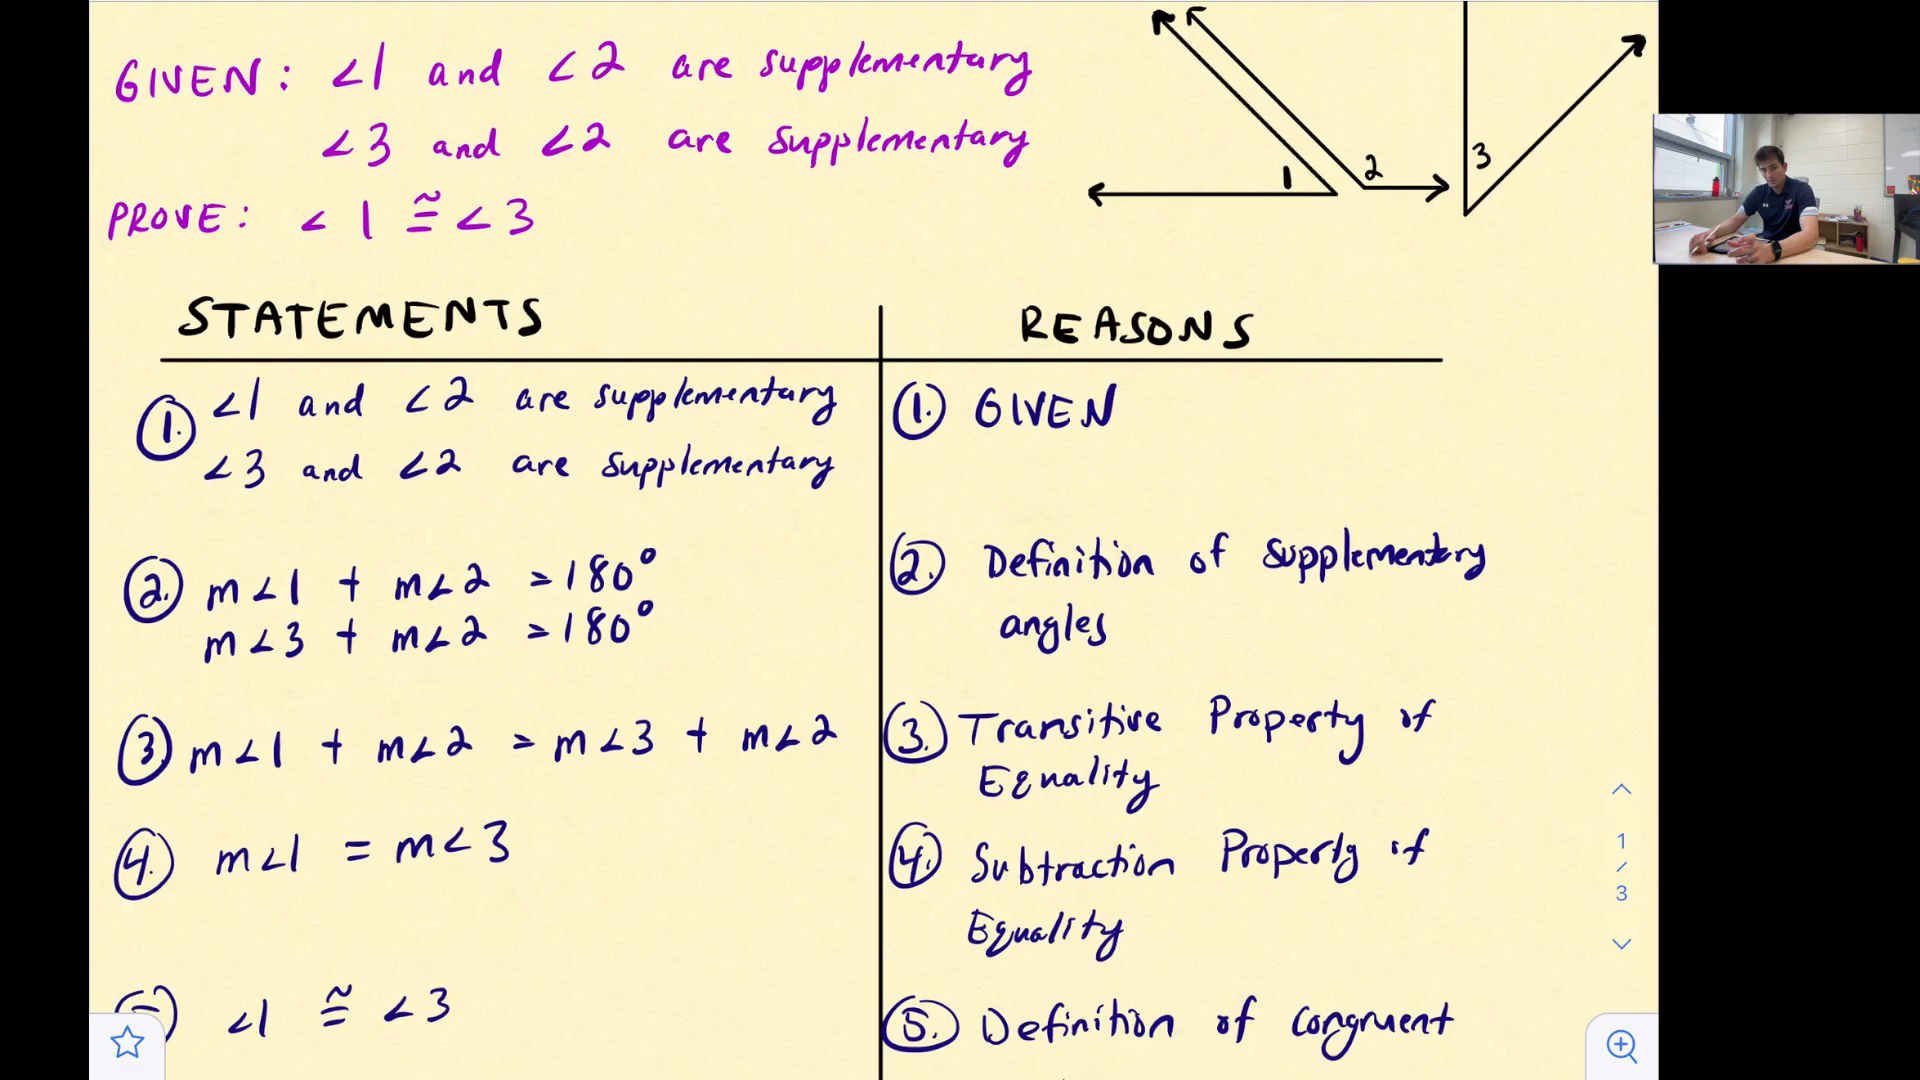 GIVEN: ∠1 and ∠2 are supplementary
∠3 and ∠2 are supplementary
PROVE: ∠1 ≅ ∠3
1 2 3
STATEMENTS
REASONS
1. ∠1 and ∠2 are supplementary
∠3 and ∠2 are supplementary
1. GIVEN
2. m∠1 + m∠2 = 180°
m∠3 + m∠2 = 180°
2. Definition of supplementary
angles
3. m∠1 + m∠2 = m∠3 + m∠2
3. Transitive Property of
Equality
4. m∠1 = m∠3
4. Subtraction Property of
Equality
∠1 ≅ ∠3
5. Definition of congruent
1
/
3